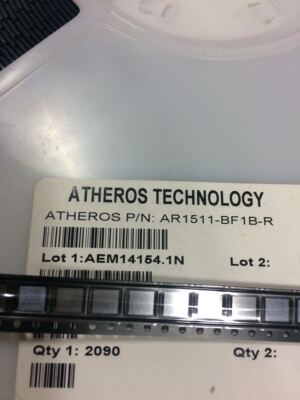 ATHEROS TECHNOLOGY
ATHEROS P/N: AR1511-BF1B-R
Lot 1:AEM14154.1N Lot 2:
Qty 1: 2090 Qty 2: